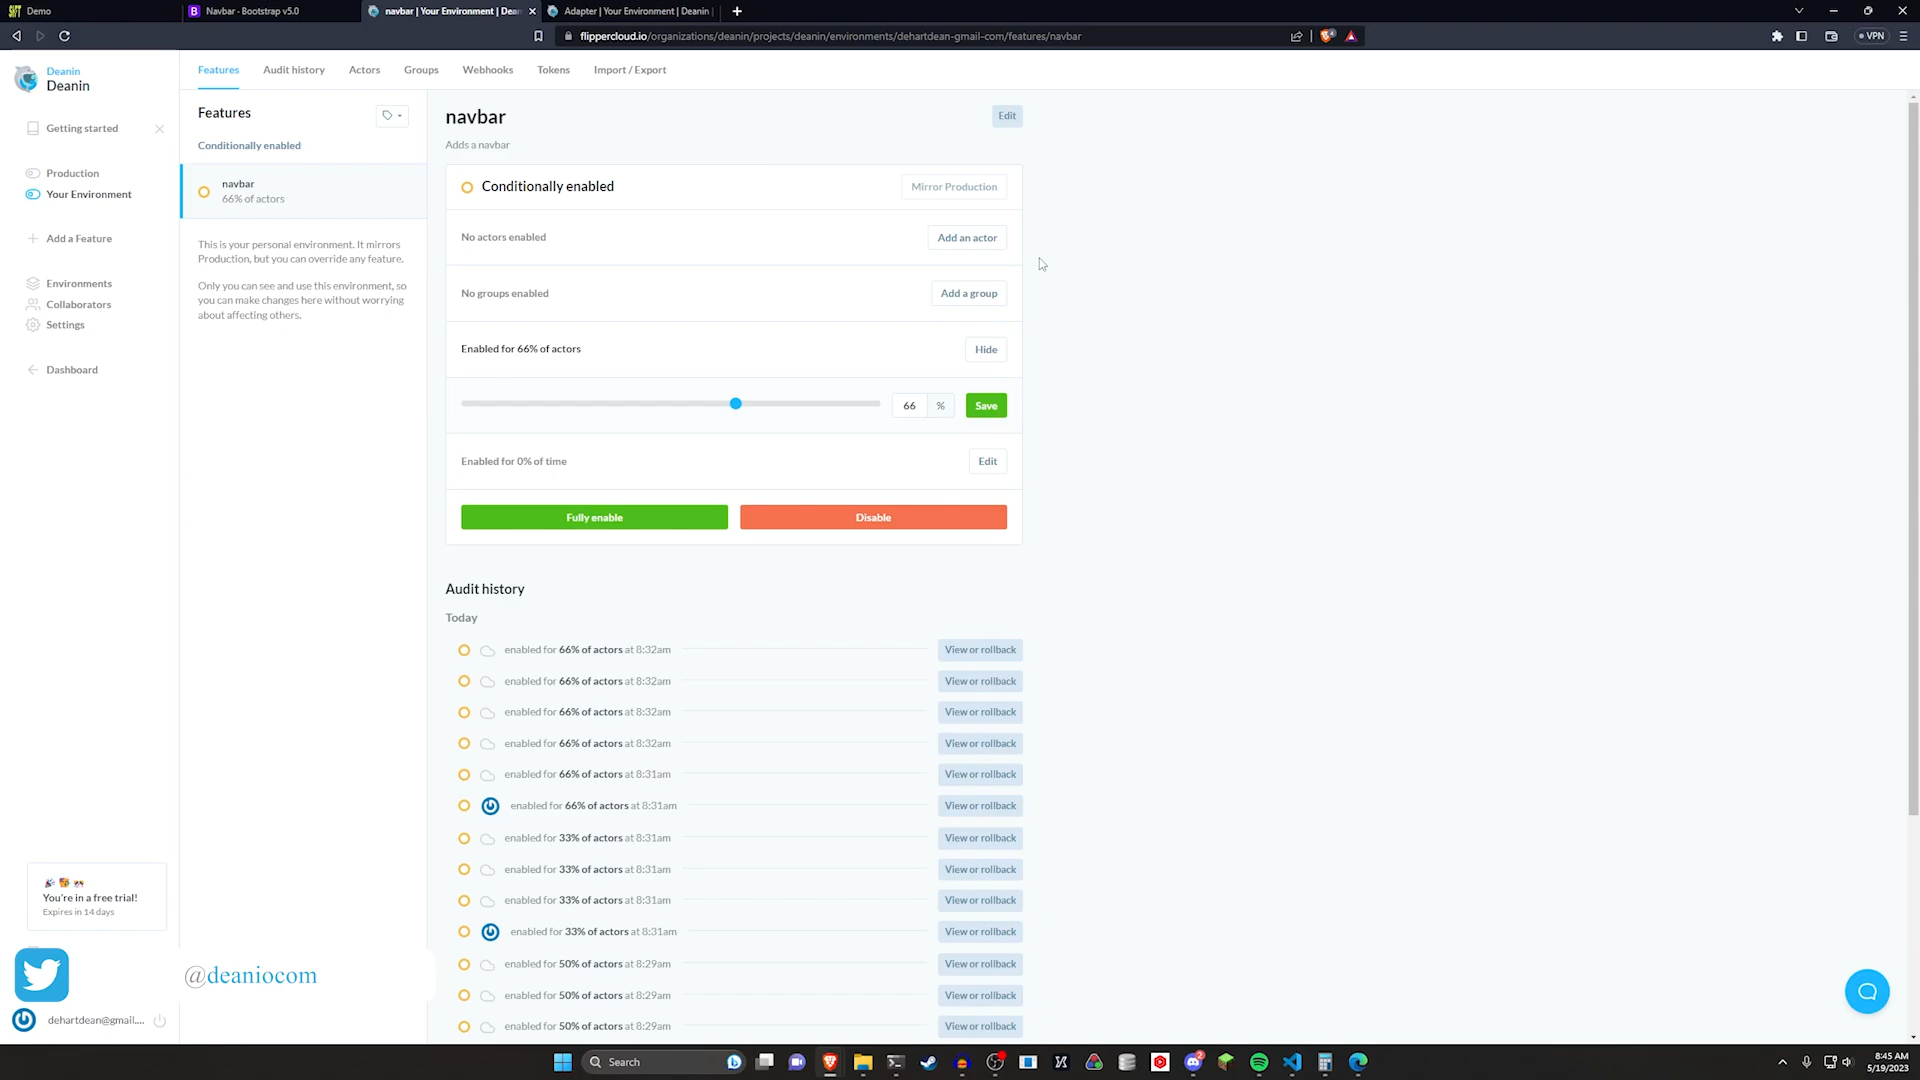 Demo
Navbar - Bootstrap v5.0
navbar | Your Environment | Dean
Adapter | Your Environment | Deanin |
flippercloud.io/organizations/deanin/projects/deanin/environments/dehartdean-gmail-com/features/navbar
VPN
Deanin
Deanin
Getting started
Production
Your Environment
Add a Feature
Environments
Collaborators
Settings
Dashboard
You're in a free trial!
Expires in 14 days
@deaniocom
dehartdean@gmail....
Features
Audit history
Actors
Groups
Webhooks
Tokens
Import / Export
Features
Conditionally enabled
navbar
66% of actors
This is your personal environment. It mirrors
Production, but you can override any feature.
Only you can see and use this environment, so
you can make changes here without worrying
about affecting others.
navbar
Edit
Adds a navbar
Conditionally enabled
Mirror Production
No actors enabled
Add an actor
No groups enabled
Add a group
Enabled for 66% of actors
Hide
66 %
Save
Enabled for 0% of time
Edit
Fully enable
Disable
Audit history
Today
enabled for 66% of actors at 8:32am View or rollback
enabled for 66% of actors at 8:32am View or rollback
enabled for 66% of actors at 8:32am View or rollback
enabled for 66% of actors at 8:32am View or rollback
enabled for 66% of actors at 8:31am View or rollback
enabled for 66% of actors at 8:31am View or rollback
enabled for 33% of actors at 8:31am View or rollback
enabled for 33% of actors at 8:31am View or rollback
enabled for 33% of actors at 8:31am View or rollback
enabled for 33% of actors at 8:31am View or rollback
enabled for 50% of actors at 8:29am View or rollback
enabled for 50% of actors at 8:29am View or rollback
enabled for 50% of actors at 8:29am View or rollback
Search
8:45 AM
5/19/2023